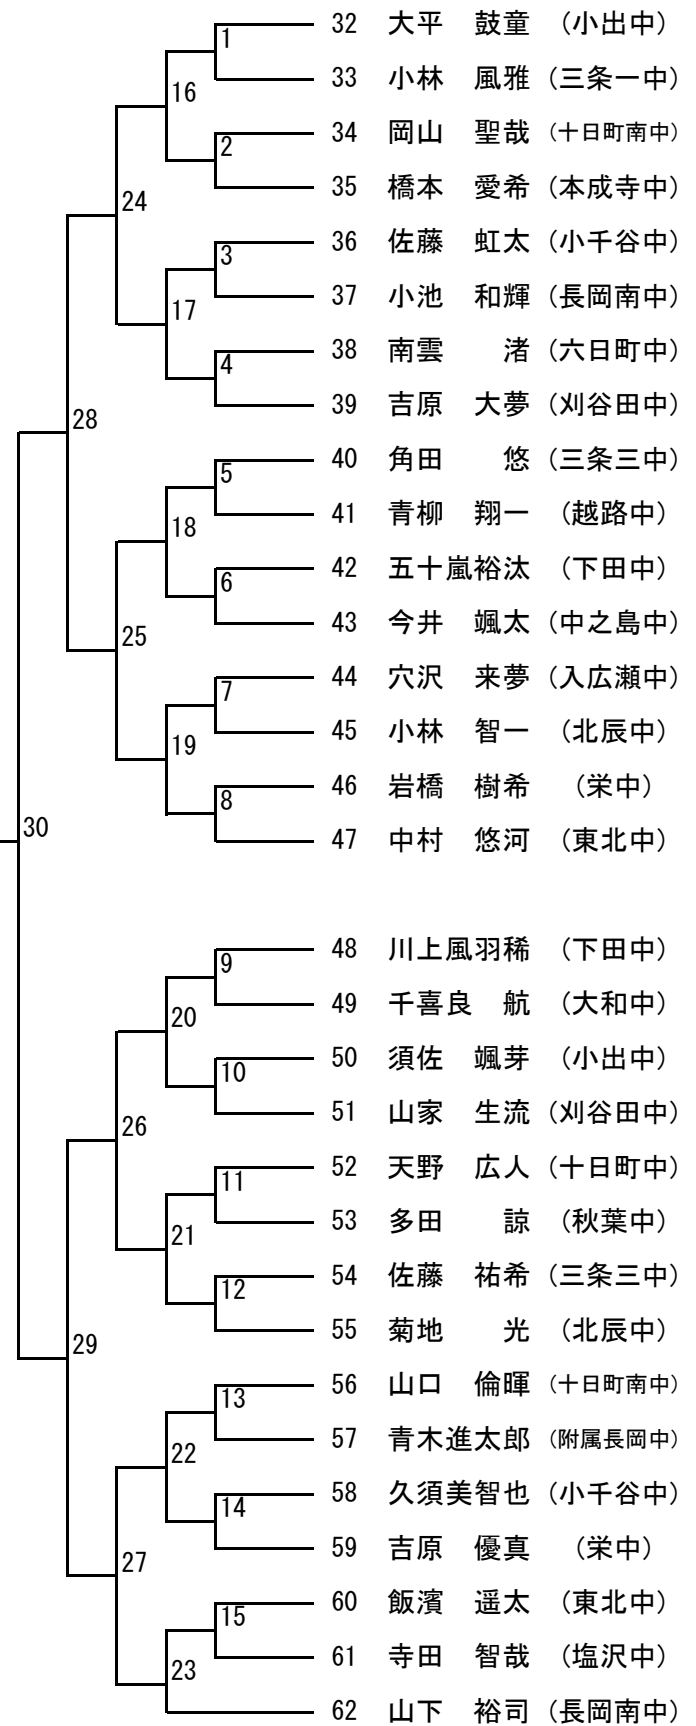 32 大平 鼓童 (小出中)
1
33 小林 風雅 (三条一中)
16
34 岡山 聖哉 (十日町南中)
2
35 橋本 愛希 (本成寺中)
24
36 佐藤 虹太 (小千谷中)
3
37 小池 和輝 (長岡南中)
17
38 南雲 渚 (六日町中)
4
39 吉原 大夢 (刈谷田中)
28
40 角田 悠 (三条三中)
5
41 青柳 翔一 (越路中)
18
42 五十嵐裕汰 (下田中)
6
43 今井 颯太 (中之島中)
25
44 穴沢 来夢 (入広瀬中)
7
45 小林 智一 (北辰中)
19
46 岩橋 樹希 (栄中)
8
30
47 中村 悠河 (東北中)
48 川上風羽稀 (下田中)
9
49 千喜良 航 (大和中)
20
50 須佐 颯芽 (小出中)
10
51 山家 生流 (刈谷田中)
26
52 天野 広人 (十日町中)
11
53 多田 諒 (秋葉中)
21
54 佐藤 祐希 (三条三中)
12
55 菊地 光 (北辰中)
29
56 山口 倫暉 (十日町南中)
13
57 青木進太郎 (附属長岡中)
22
58 久須美智也 (小千谷中)
14
59 吉原 優真 (栄中)
27
60 飯濱 遥太 (東北中)
15
61 寺田 智哉 (塩沢中)
23
62 山下 裕司 (長岡南中)